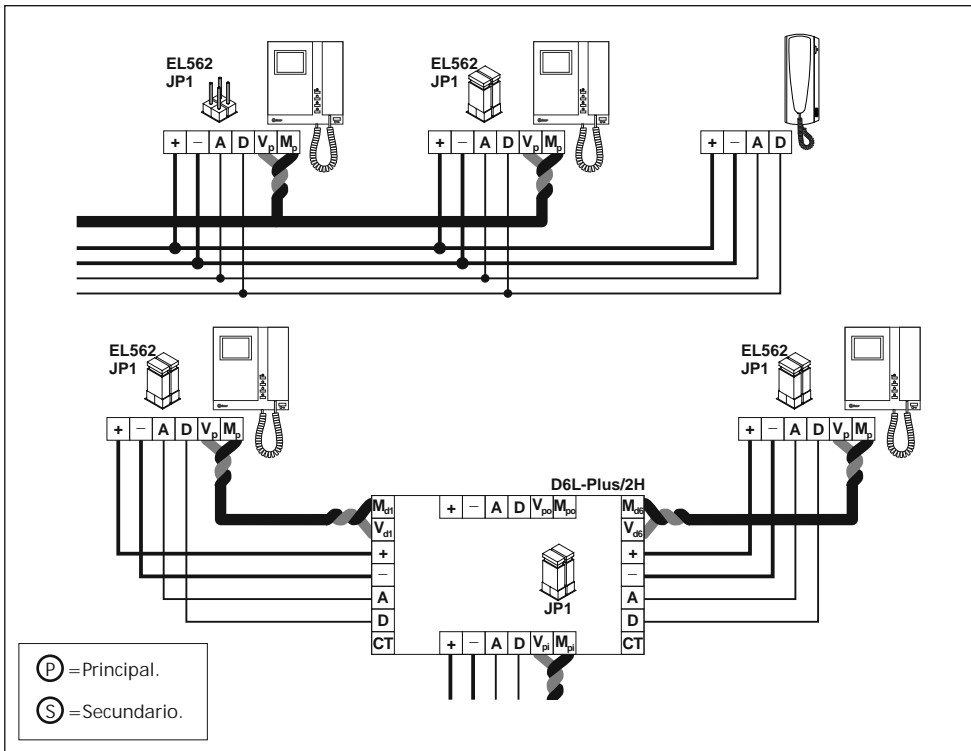 EL562
JP1
EL562
JP1
+ − A D Vp Mp
+ − A D Vp Mp
+ − A D
EL562
JP1
EL562
JP1
+ − A D Vp Mp
+ − A D Vp Mp
D6L-Plus/2H
Md1
Vd1
+
−
A
D
CT
+ − A D Vpo Mpo
JP1
+ − A D Vpi Mpi
Md6
Vd6
+
−
A
D
CT
P =Principal.
S =Secundario.